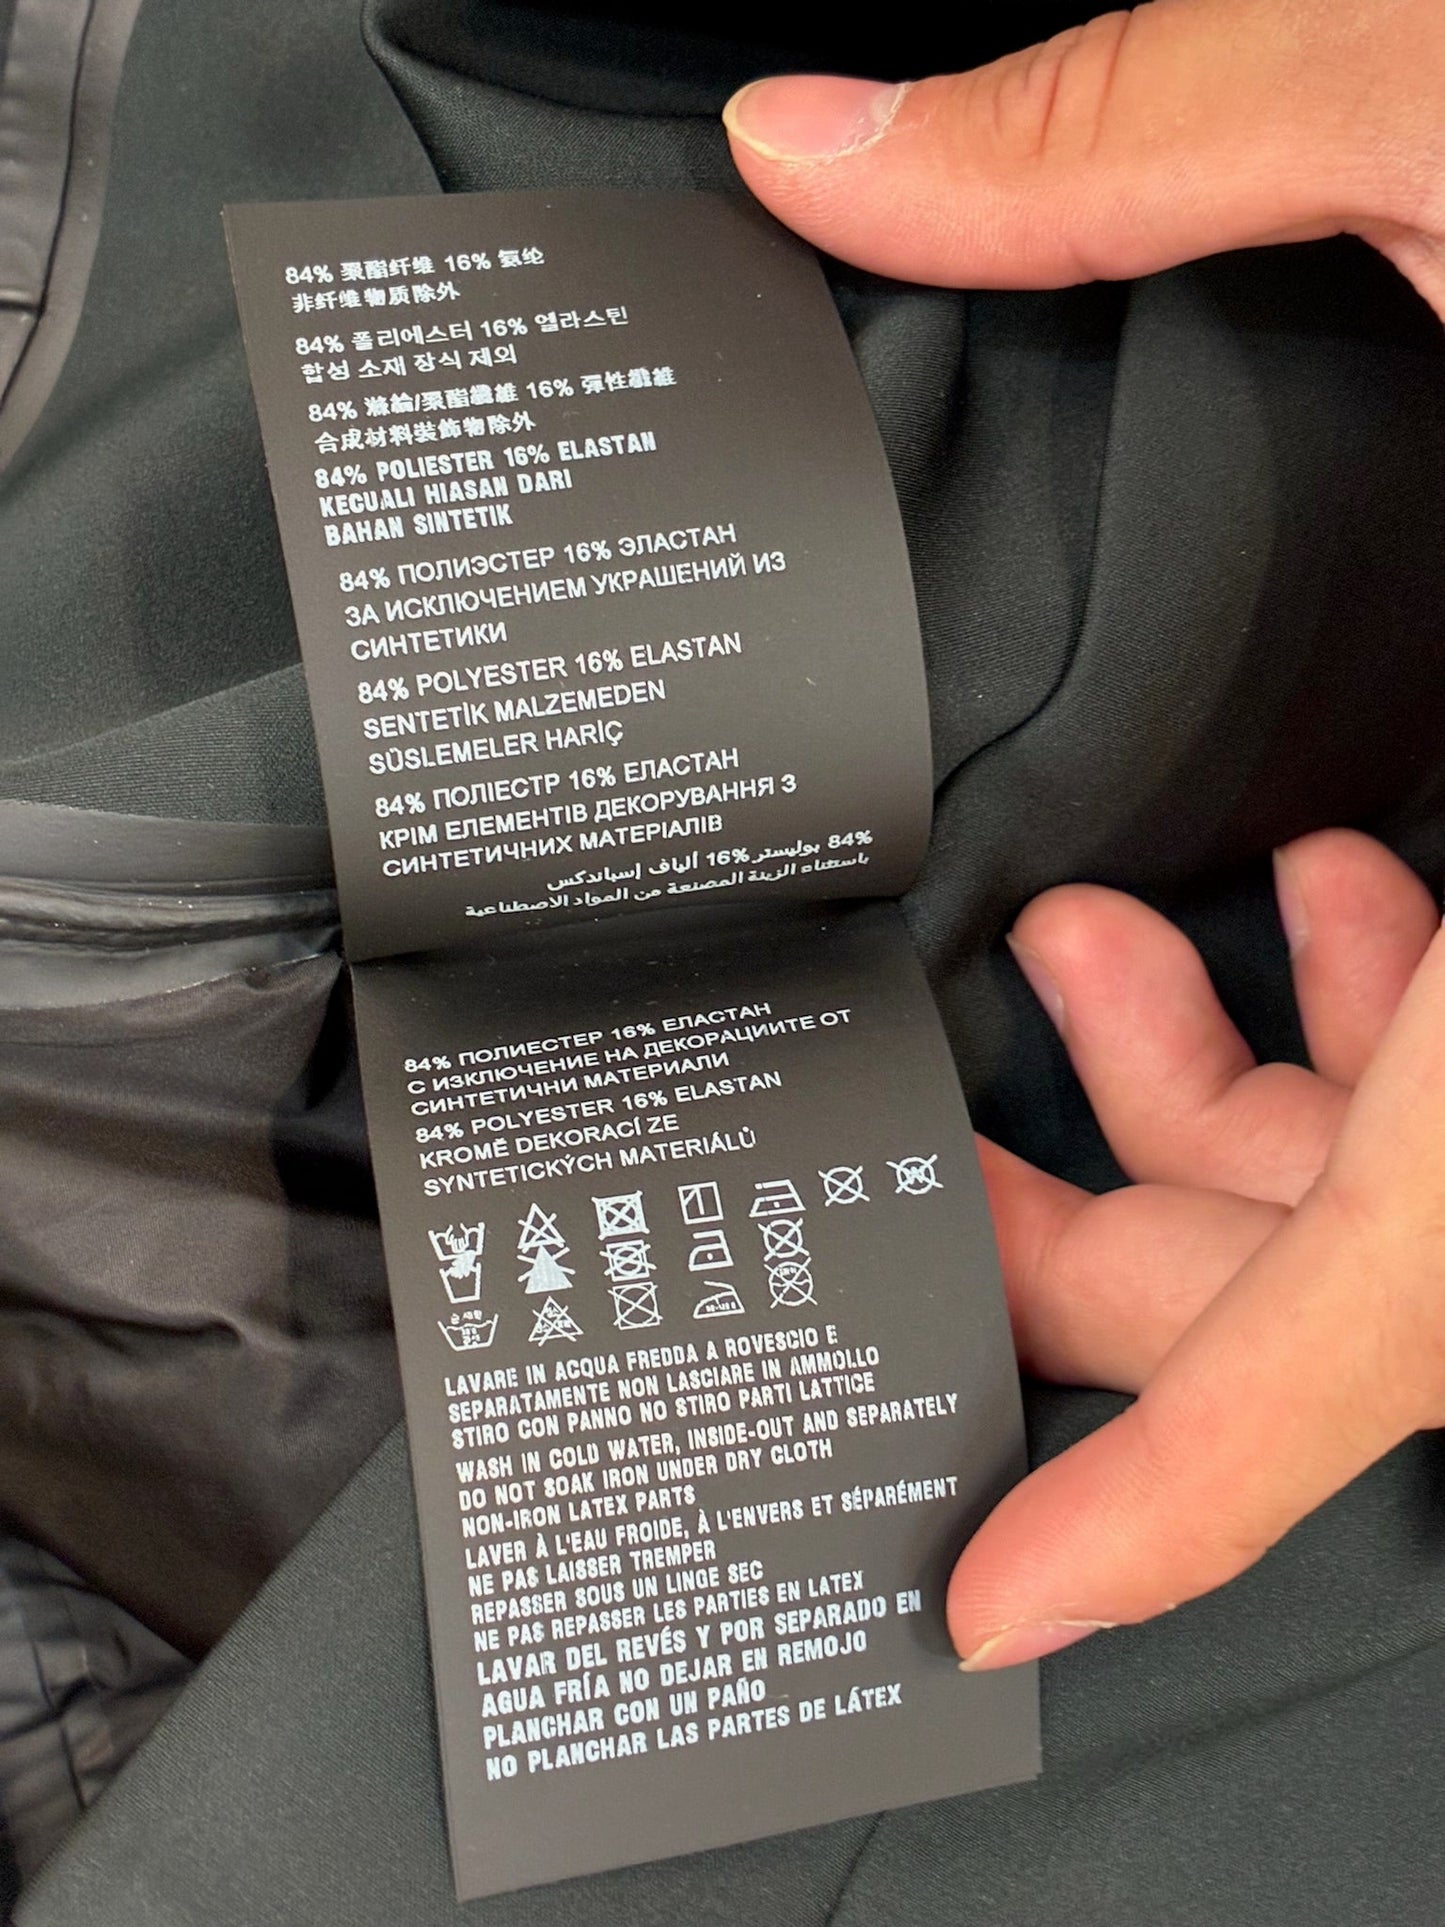 84% 聚酯纤维 16% 氨纶
非纤维物质除外
84% 폴리에스터 16% 엘라스틴
합성 소재 장식 제외
84% 滌綸/聚酯纖維 16% 彈性纖維
合成材料裝飾物除外
84% POLIESTER 16% ELASTAN
KECUALI HIASAN DARI
BAHAN SINTETIK
84% ПОЛИЭСТЕР 16% ЭЛАСТАН
ЗА ИСКЛЮЧЕНИЕМ УКРАШЕНИЙ ИЗ
СИНТЕТИКИ
84% POLYESTER 16% ELASTAN
SENTETİK MALZEMEDEN
SÜSLEMELER HARİÇ
84% ПОЛІЕСТР 16% ЕЛАСТАН
КРІМ ЕЛЕМЕНТІВ ДЕКОРУВАННЯ З
СИНТЕТИЧНИХ МАТЕРІАЛІВ
84% بوليستر 16% ألياف إسباندكس
باستثناء الزينة المصنعة من المواد الاصطناعية
84% ПОЛИЕСТЕР 16% ЕЛАСТАН
С ИЗКЛЮЧЕНИЕ НА ДЕКОРАЦИИТЕ ОТ
СИНТЕТИЧНИ МАТЕРИАЛИ
84% POLYESTER 16% ELASTAN
KROMĚ DEKORACÍ ZE
SYNTETICKÝCH MATERIÁLŮ
LAVARE IN ACQUA FREDDA A ROVESCIO E
SEPARATAMENTE NON LASCIARE IN AMMOLLO
STIRO CON PANNO NO STIRO PARTI LATTICE
WASH IN COLD WATER, INSIDE-OUT AND SEPARATELY
DO NOT SOAK IRON UNDER DRY CLOTH
NON-IRON LATEX PARTS
LAVER À L'EAU FROIDE, À L'ENVERS ET SÉPARÉMENT
NE PAS LAISSER TREMPER
REPASSER SOUS UN LINGE SEC
NE PAS REPASSER LES PARTIES EN LATEX
LAVAR DEL REVÉS Y POR SEPARADO EN
AGUA FRÍA NO DEJAR EN REMOJO
PLANCHAR CON UN PAÑO
NO PLANCHAR LAS PARTES DE LÁTEX